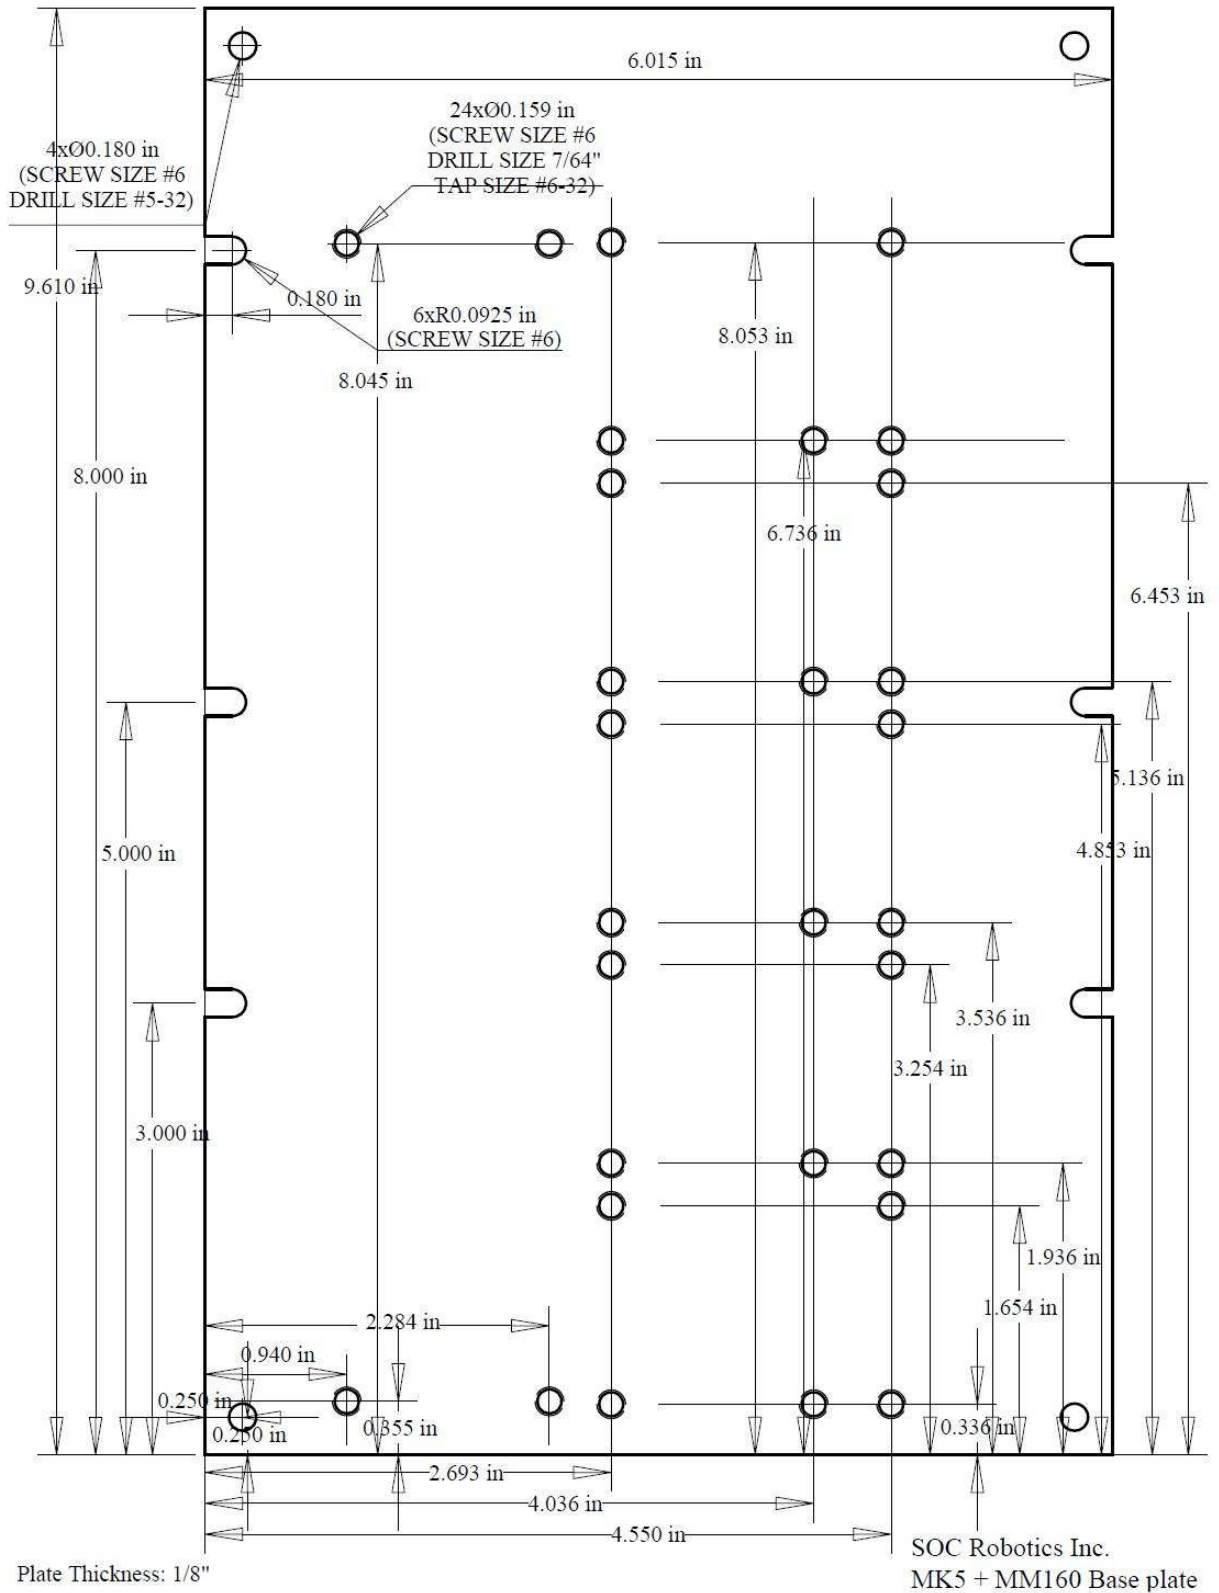 6.015 in
24xØ0.159 in
(SCREW SIZE #6
DRILL SIZE 7/64"
TAP SIZE #6-32)
4xØ0.180 in
(SCREW SIZE #6
DRILL SIZE #5-32)
9.610 in
0.180 in
6xR0.0925 in
(SCREW SIZE #6)
8.053 in
8.045 in
8.000 in
6.736 in
6.453 in
5.136 in
4.853 in
5.000 in
3.536 in
3.254 in
3.000 in
1.936 in
1.654 in
2.284 in
0.940 in
0.250 in
0.250 in
0.355 in
0.336 in
2.693 in
4.036 in
4.550 in
SOC Robotics Inc.
MK5 + MM160 Base plate
Plate Thickness: 1/8"